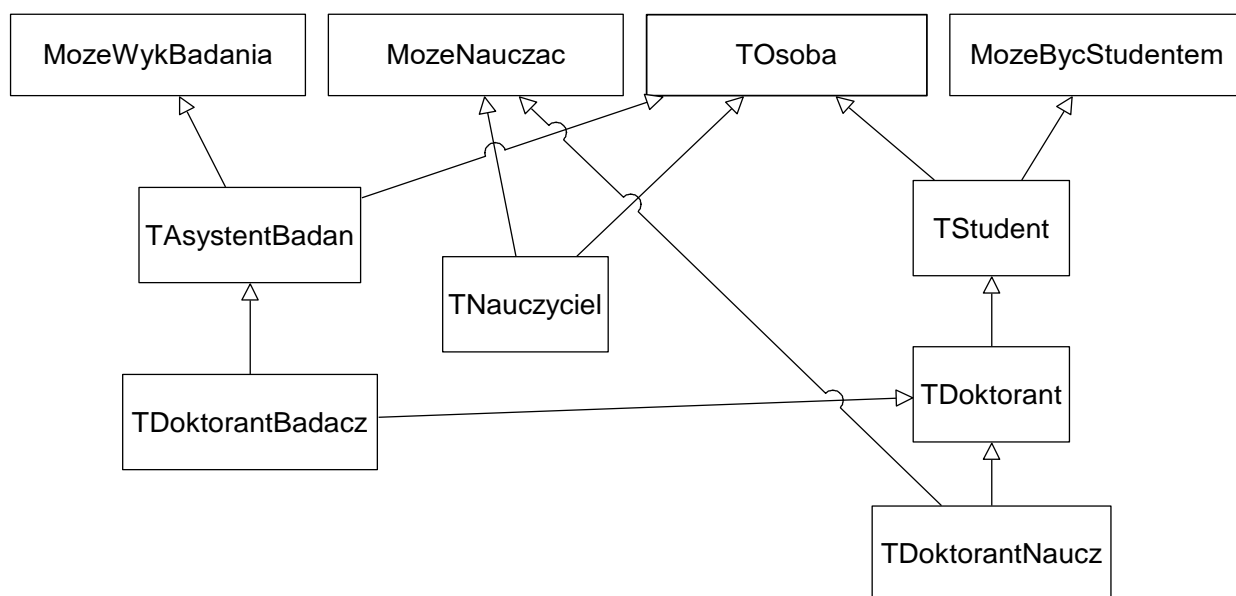 MozeWykBadania
MozeNauczac
TOsoba
MozeBycStudentem
TAsystentBadan
TStudent
TNauczyciel
TDoktorantBadacz
TDoktorant
TDoktorantNaucz